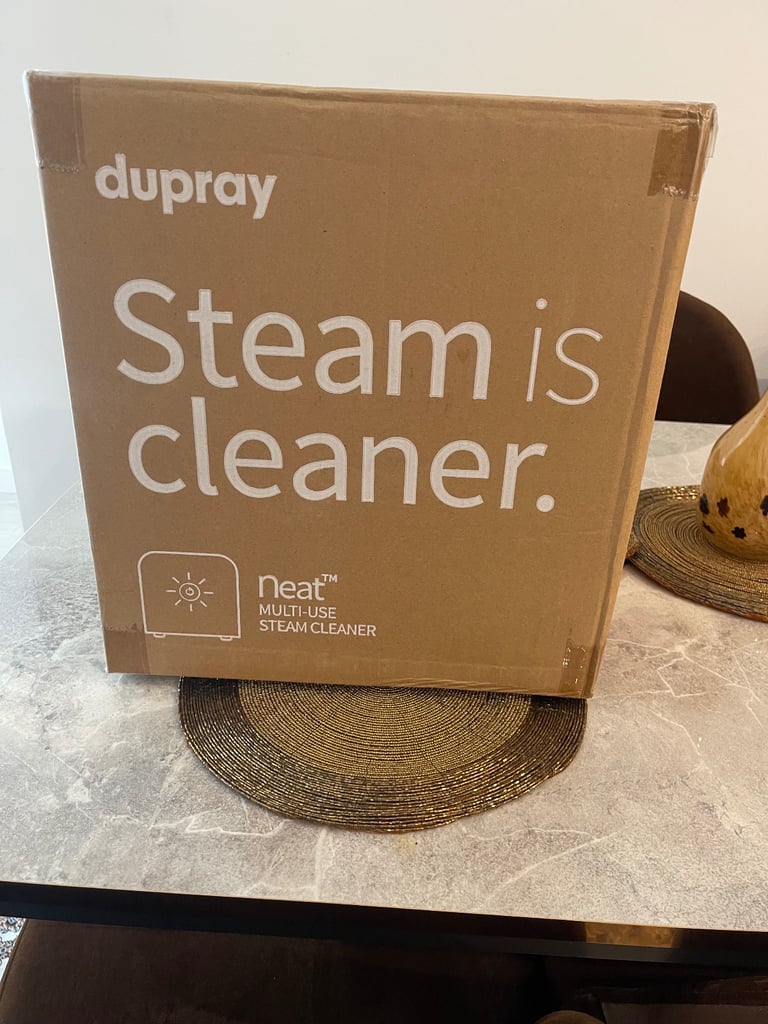 dupray
Steam is
cleaner.
neat™
MULTI-USE
STEAM CLEANER